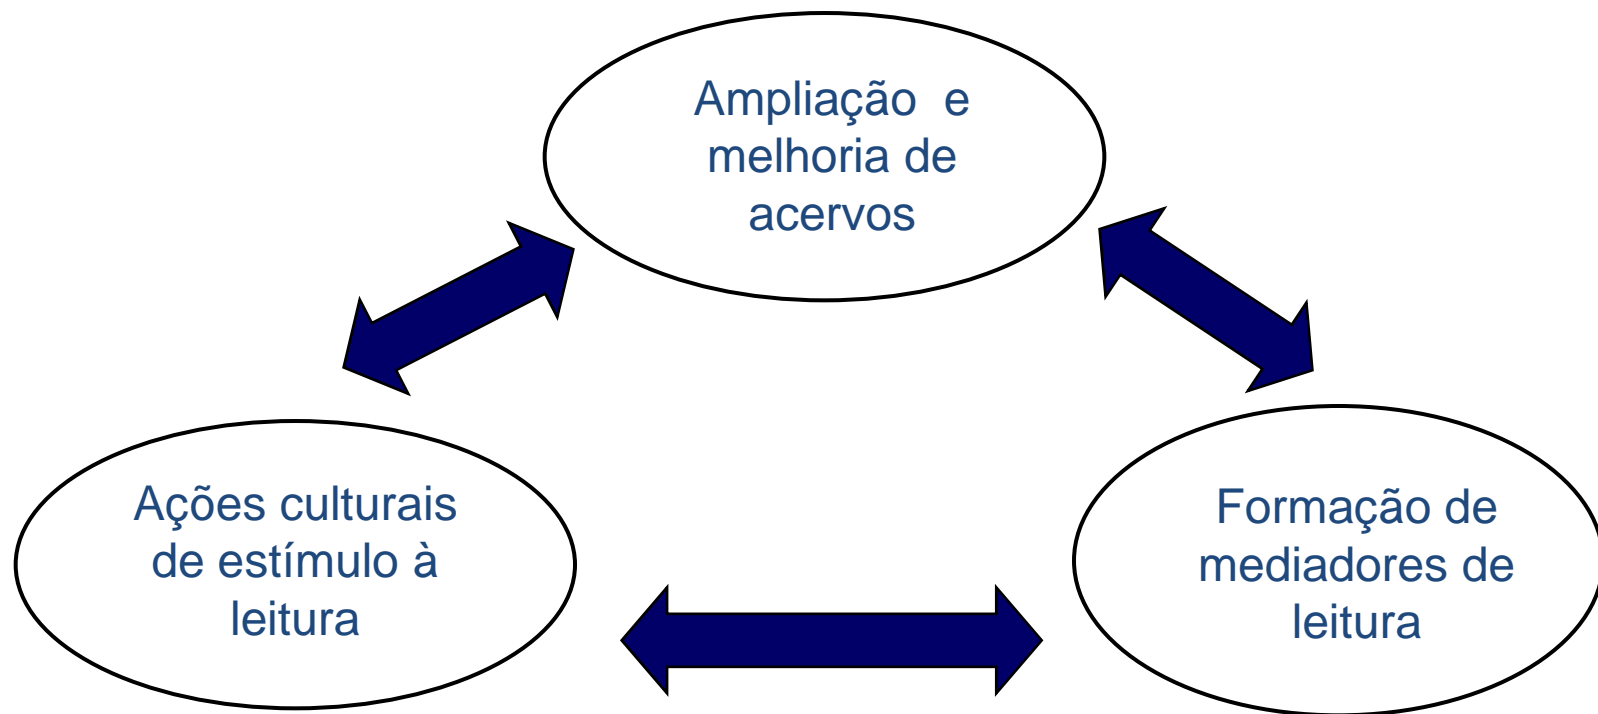 Ampliação e
melhoria de
acervos
Ações culturais
de estímulo à
leitura
Formação de
mediadores de
leitura